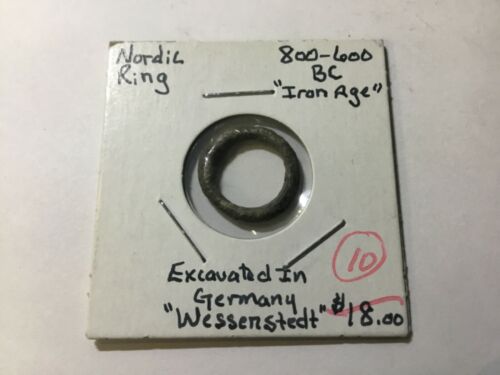 Nordic
Ring
800-600
BC
"Iron Age"
10
Excavated In
Germany
"Wessenstedt"
$18.00